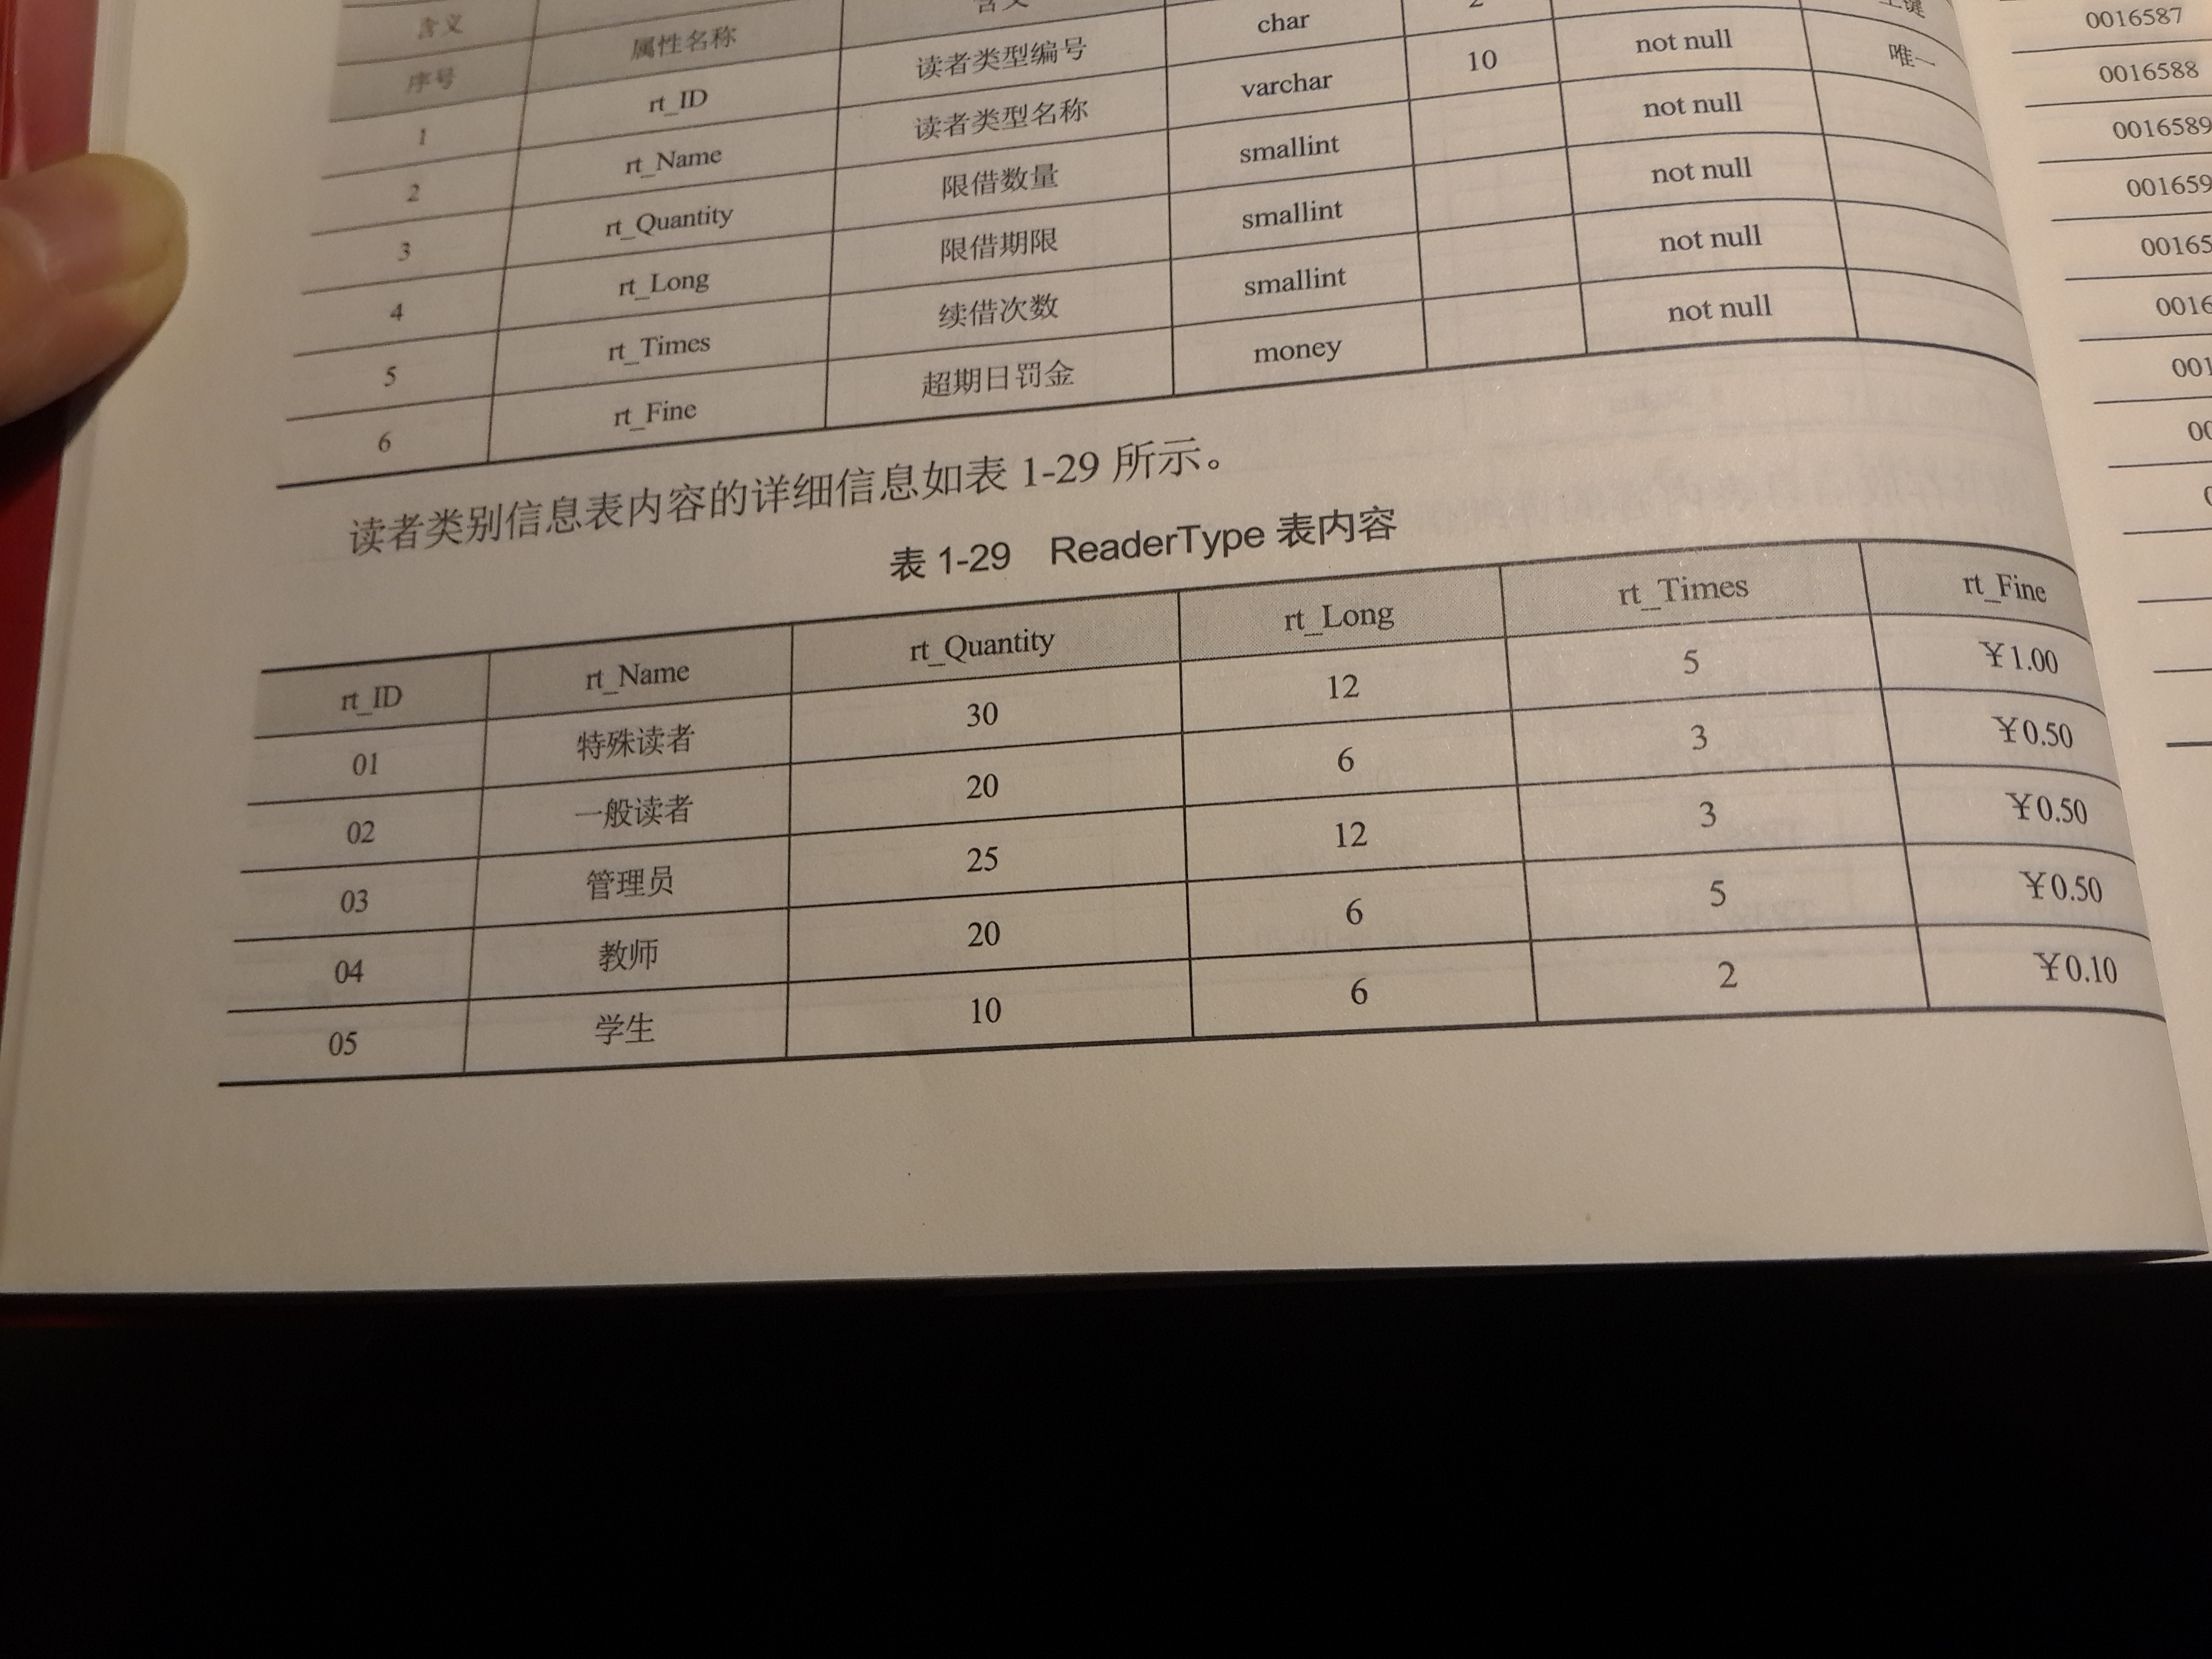 含义
序号 属性名称 含义
1 rt_ID 读者类型编号 char 2 not null 主键
2 rt_Name 读者类型名称 varchar 10 not null 唯一
3 rt_Quantity 限借数量 smallint not null
4 rt_Long 限借期限 smallint not null
5 rt_Times 续借次数 smallint not null
6 rt_Fine 超期日罚金 money not null
读者类别信息表内容的详细信息如表 1-29 所示。
表 1-29 ReaderType 表内容
rt_ID rt_Name rt_Quantity rt_Long rt_Times rt_Fine
01 特殊读者 30 12 5 ￥1.00
02 一般读者 20 6 3 ￥0.50
03 管理员 25 12 3 ￥0.50
04 教师 20 6 5 ￥0.50
05 学生 10 6 2 ￥0.10
0016587
0016588
0016589